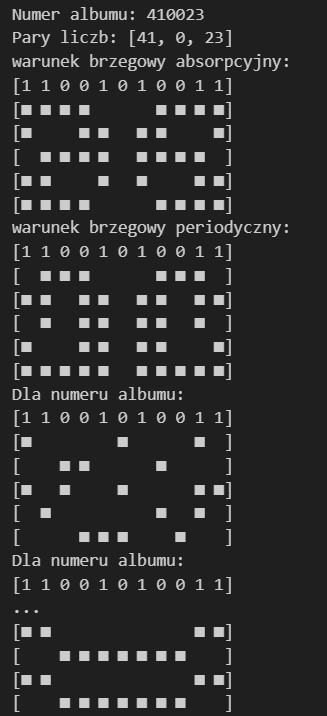 Numer albumu: 410023
Pary liczb: [41, 0, 23]
warunek brzegowy absorpcyjny:
[1 1 0 0 1 0 1 0 0 1 1]
[■ ■ ■ ■       ■ ■ ■ ■]
[■     ■ ■   ■ ■     ■]
[  ■ ■ ■ ■   ■ ■ ■ ■  ]
[■ ■     ■   ■     ■ ■]
[■ ■ ■ ■       ■ ■ ■ ■]
warunek brzegowy periodyczny:
[1 1 0 0 1 0 1 0 0 1 1]
[  ■ ■ ■       ■ ■ ■  ]
[■ ■   ■ ■   ■ ■   ■ ■]
[  ■   ■ ■   ■ ■   ■  ]
[■     ■ ■   ■ ■     ■]
[■ ■ ■ ■ ■   ■ ■ ■ ■ ■]
Dla numeru albumu:
[1 1 0 0 1 0 1 0 0 1 1]
[■         ■       ■  ]
[    ■ ■       ■      ]
[■   ■     ■       ■ ■]
[  ■           ■   ■  ]
[      ■ ■ ■     ■    ]
Dla numeru albumu:
[1 1 0 0 1 0 1 0 0 1 1]
...
[■ ■               ■ ■]
[    ■ ■ ■ ■ ■ ■ ■    ]
[■ ■               ■ ■]
[    ■ ■ ■ ■ ■ ■ ■    ]